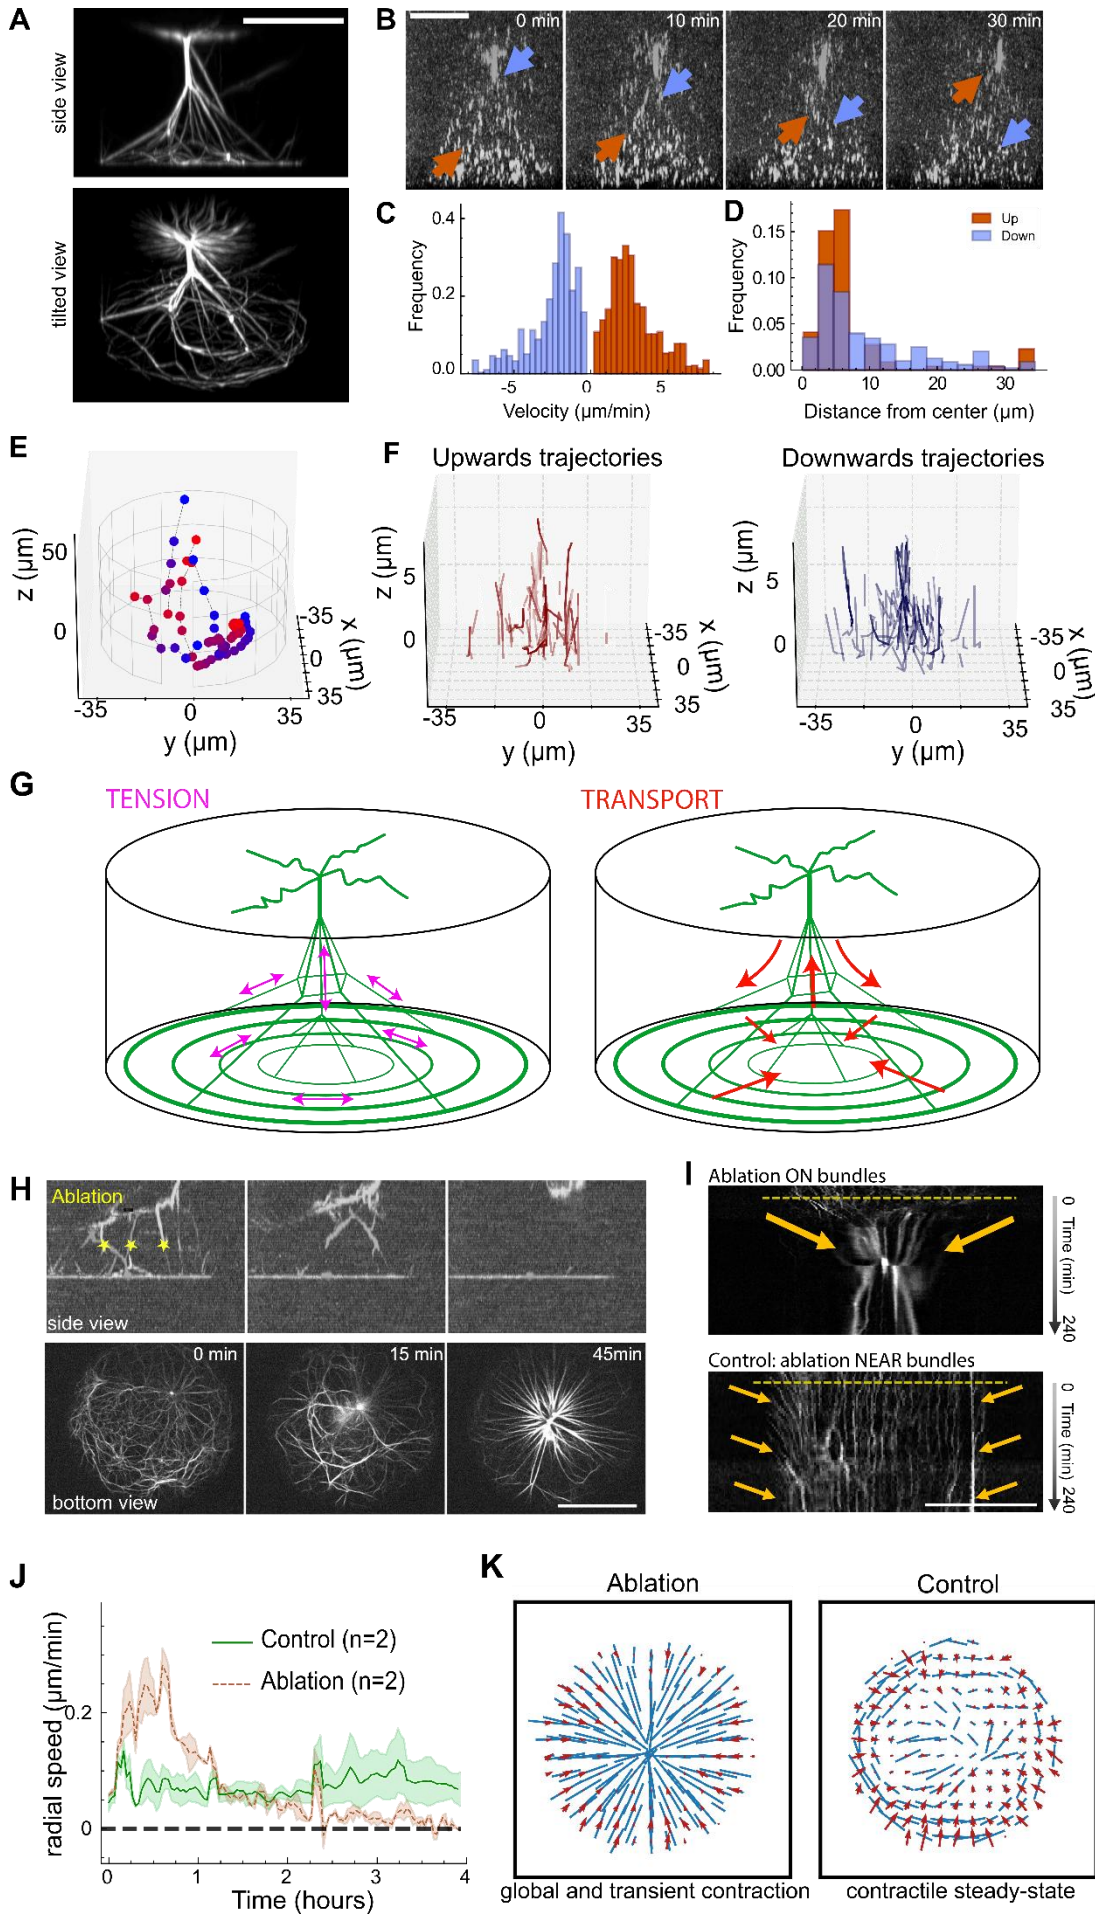 A
side view
tilted view
B
0 min
10 min
20 min
30 min
C
Frequency
0.4
0.2
0.0
-5
0
5
Velocity (µm/min)
D
Frequency
0.15
0.10
0.05
0.00
0
10
20
30
Distance from center (µm)
Up
Down
E
z (µm)
50
0
-35
0
35
y (µm)
-35
0
35
x (µm)
F
Upwards trajectories
z (µm)
5
0
-35
0
35
y (µm)
-35
0
35
x (µm)
Downwards trajectories
z (µm)
5
0
-35
0
35
y (µm)
-35
0
35
x (µm)
G
TENSION
TRANSPORT
H
Ablation
side view
0 min
15 min
45min
bottom view
I
Ablation ON bundles
0
Time (min)
240
Control: ablation NEAR bundles
0
Time (min)
240
J
radial speed (µm/min)
0.2
0
Control (n=2)
Ablation (n=2)
0
1
2
3
4
Time (hours)
K
Ablation
Control
global and transient contraction
contractile steady-state